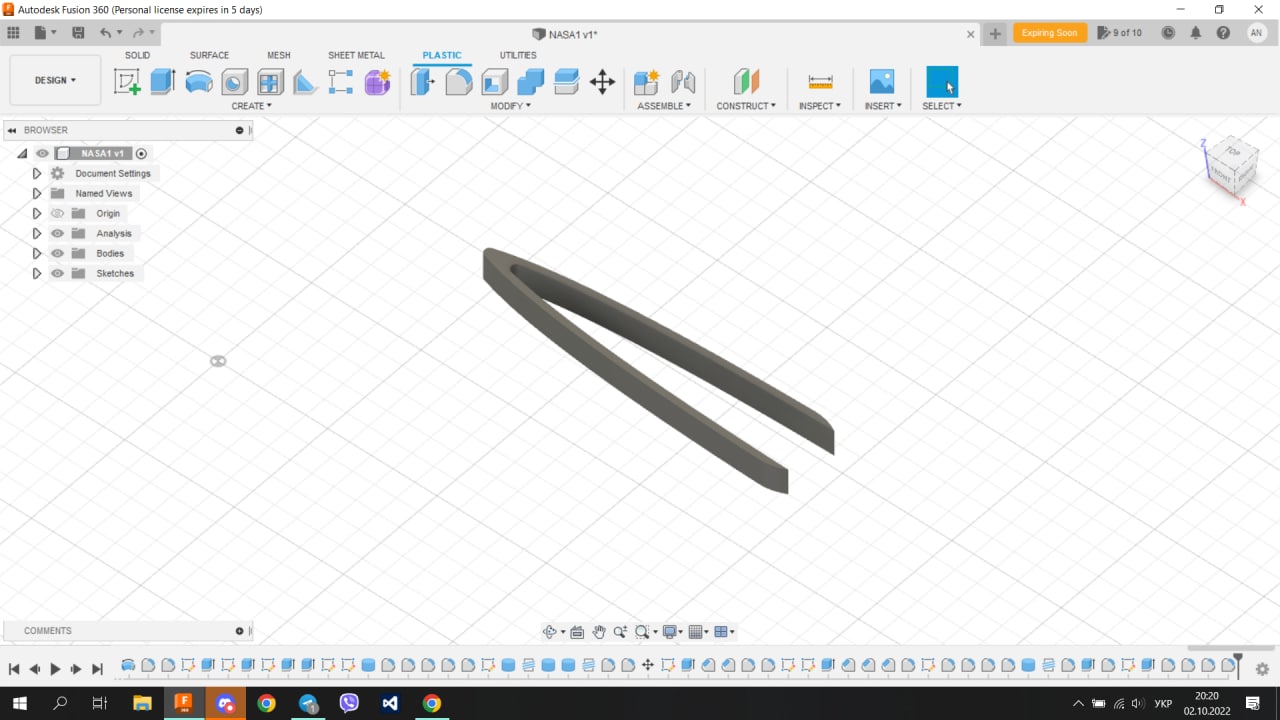 Autodesk Fusion 360 (Personal license expires in 5 days)
NASA1 v1*
Expiring Soon
9 of 10
AN
DESIGN
SOLID
SURFACE
MESH
SHEET METAL
PLASTIC
UTILITIES
CREATE
MODIFY
ASSEMBLE
CONSTRUCT
INSPECT
INSERT
SELECT
BROWSER
NASA1 v1
Document Settings
Named Views
Origin
Analysis
Bodies
Sketches
Z
TOP
FRONT
X
COMMENTS
УКР
20:20
02.10.2022